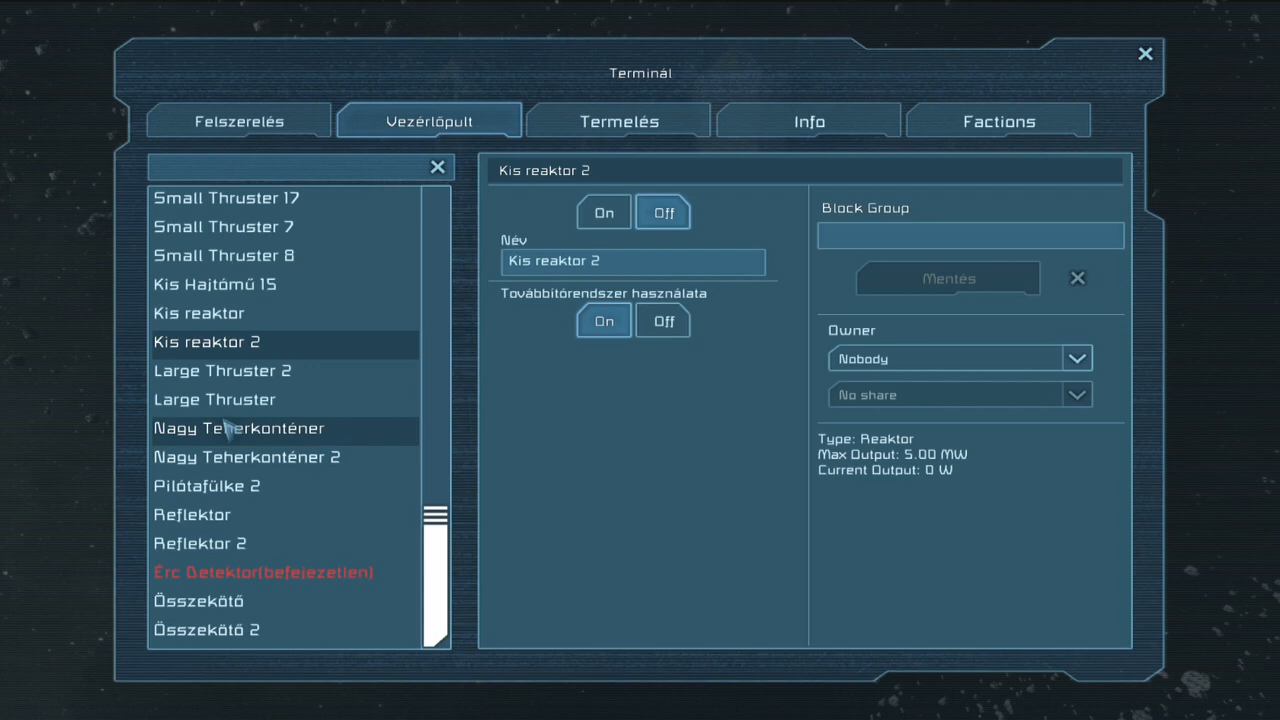 Terminál
Felszerelés
Vezérlőpult
Termelés
Info
Factions
Small Thruster 17
Small Thruster 7
Small Thruster 8
Kis Hajtómű 15
Kis reaktor
Kis reaktor 2
Large Thruster 2
Large Thruster
Nagy Teherkonténer
Nagy Teherkonténer 2
Pilótafülke 2
Reflektor
Reflektor 2
Érc Detektor(befejezetlen)
Összekötő
Összekötő 2
Kis reaktor 2
On Off
Név
Kis reaktor 2
Továbbítórendszer használata
On Off
Block Group
Mentés
Owner
Nobody
No share
Type: Reaktor
Max Output: 5.00 MW
Current Output: 0 W